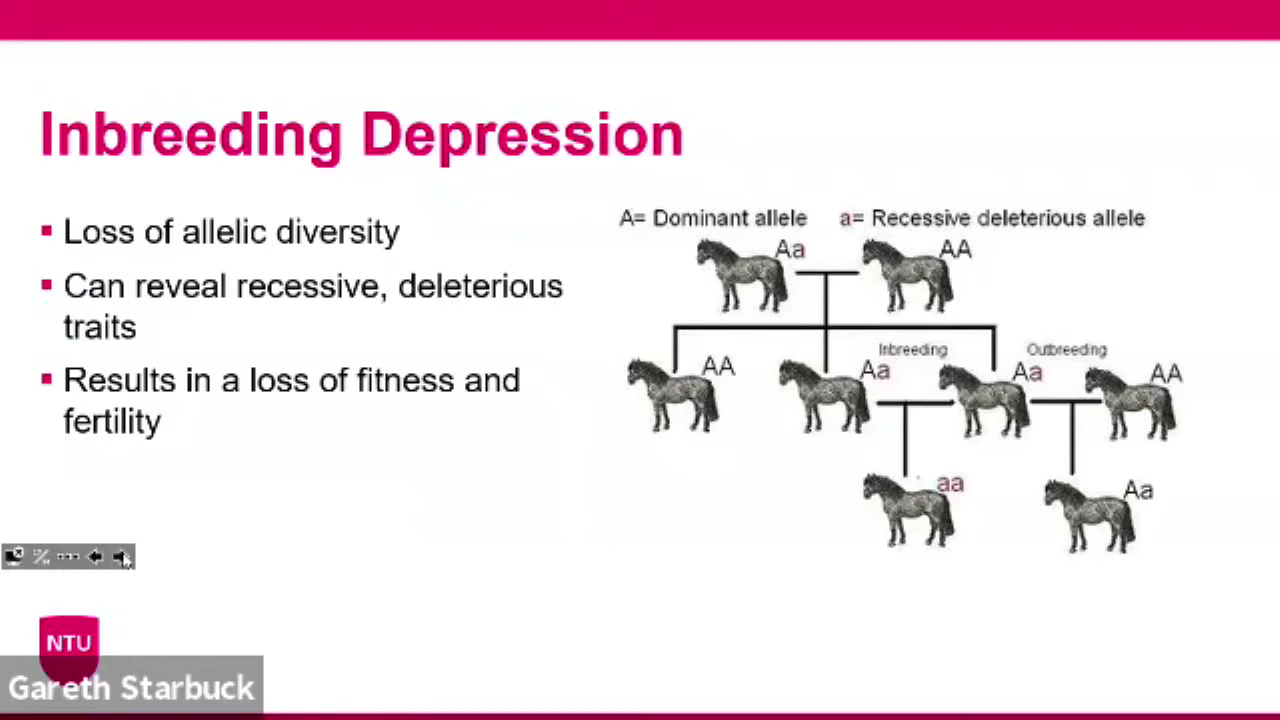 Inbreeding Depression
Loss of allelic diversity
Can reveal recessive, deleterious
traits
Results in a loss of fitness and
fertility
A= Dominant allele a= Recessive deleterious allele
Aa AA
Inbreeding Outbreeding
AA Aa Aa AA
aa Aa
NTU
Gareth Starbuck